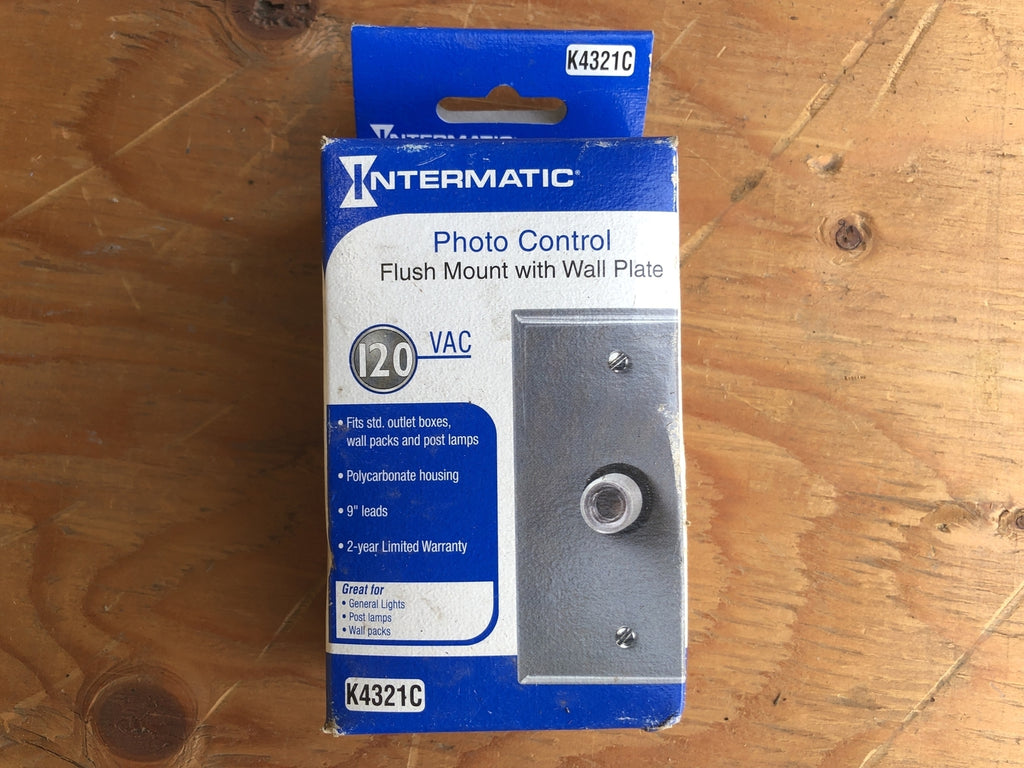 K4321C
INTERMATIC
INTERMATIC®
Photo Control
Flush Mount with Wall Plate
120 VAC
• Fits std. outlet boxes,
wall packs and post lamps
• Polycarbonate housing
• 9" leads
• 2-year Limited Warranty
Great for
• General Lights
• Post lamps
• Wall packs
K4321C